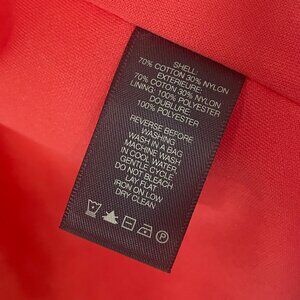 SHELL:
70% COTTON 30% NYLON
EXTERIEURE:
70% COTTON 30% NYLON
LINING: 100% POLYESTER
DOUBLURE:
100% POLYESTER
REVERSE BEFORE
WASHING
WASH IN A BAG
MACHINE WASH
IN COOL WATER,
GENTLE CYCLE
DO NOT BLEACH
LAY FLAT
IRON ON LOW
DRY CLEAN
P